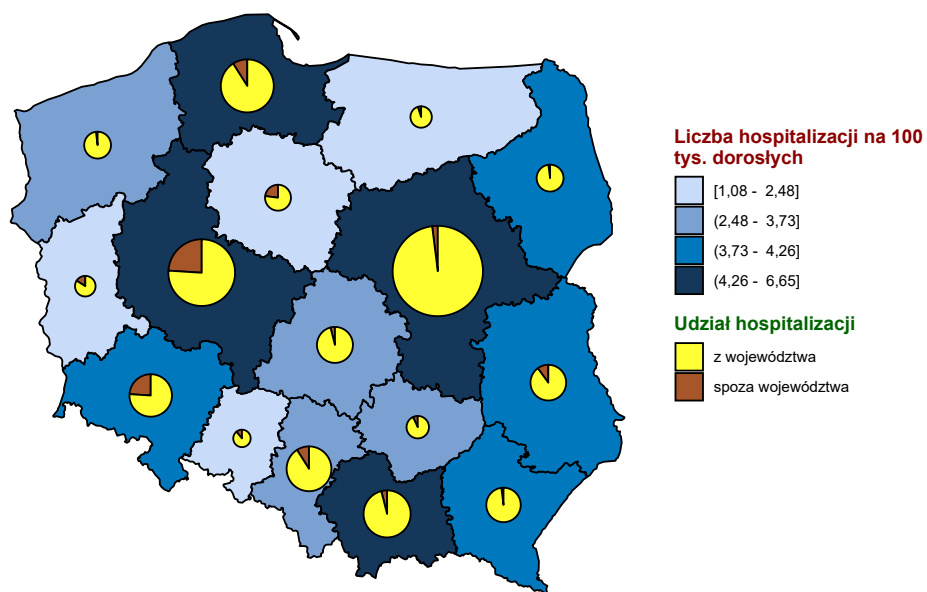 Liczba hospitalizacji na 100
tys. dorosłych
[1,08 - 2,48]
(2,48 - 3,73]
(3,73 - 4,26]
(4,26 - 6,65]
Udział hospitalizacji
z województwa
spoza województwa